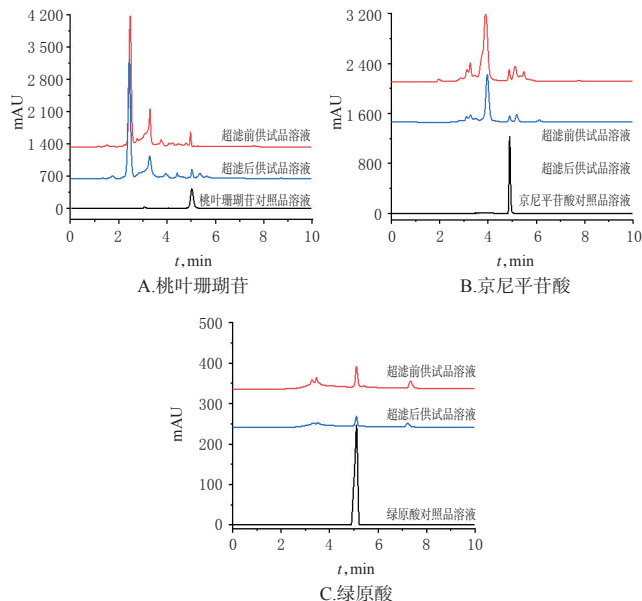 4 200
3 500
2 800
2 100
1 400
700
0
mAU
超滤前供试品溶液
超滤后供试品溶液
桃叶珊瑚苷对照品溶液
0 2 4 6 8 10
t, min
A.桃叶珊瑚苷
3 200
2 400
1 600
800
0
mAU
超滤前供试品溶液
超滤后供试品溶液
京尼平苷酸对照品溶液
0 2 4 6 8 10
t, min
B.京尼平苷酸
500
400
300
200
100
0
mAU
超滤前供试品溶液
超滤后供试品溶液
绿原酸对照品溶液
0 2 4 6 8 10
t, min
C.绿原酸